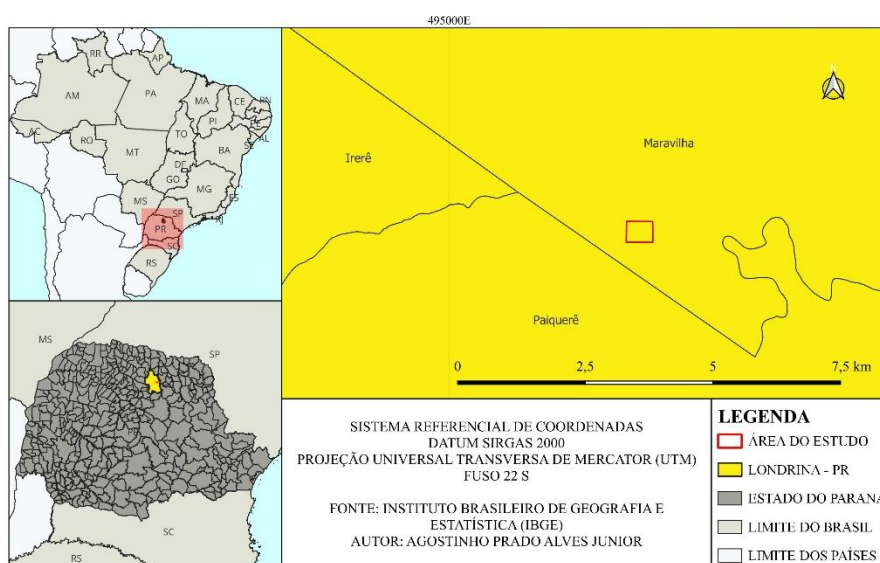 495000E
RR
AP
AM
PA
MA
CE
RN
PI
AC
RO
TO
AL
SE
MT
BA
DF
GO
MG
ES
MS
SP
RJ
PR
SC
RS
N
Maravilha
Irerê
Paiquerê
0
2,5
5
7,5 km
MS
SP
PR
SC
RS
SISTEMA REFERENCIAL DE COORDENADAS
DATUM SIRGAS 2000
PROJEÇÃO UNIVERSAL TRANSVERSA DE MERCATOR (UTM)
FUSO 22 S
FONTE: INSTITUTO BRASILEIRO DE GEOGRAFIA E
ESTATÍSTICA (IBGE)
AUTOR: AGOSTINHO PRADO ALVES JUNIOR
LEGENDA
ÁREA DO ESTUDO
LONDRINA - PR
ESTADO DO PARANÁ
LIMITE DO BRASIL
LIMITE DOS PAÍSES